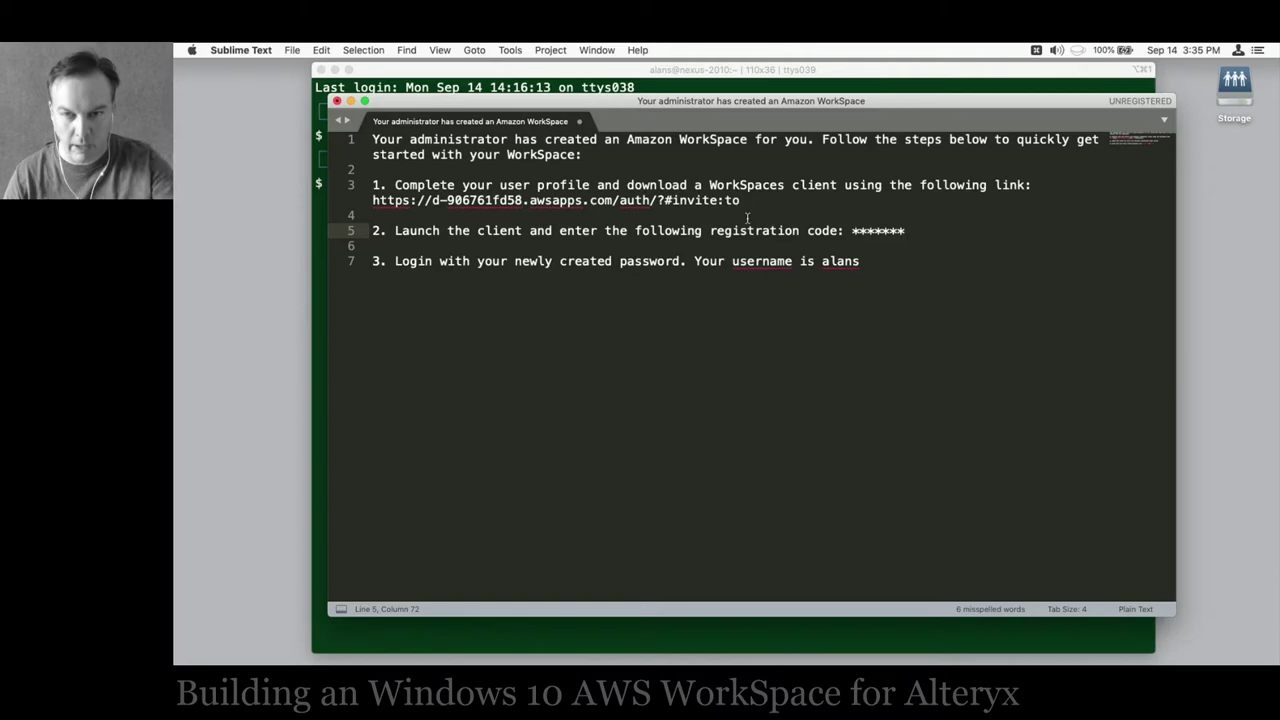 Sublime Text File Edit Selection Find View Goto Tools Project Window Help 100% Sep 14 3:35 PM
alans@nexus-2010:~ | 110x36 | ttys039 ⌥⌘1
Last login: Mon Sep 14 14:16:13 on ttys038
Your administrator has created an Amazon WorkSpace UNREGISTERED
Your administrator has created an Amazon WorkSpace
Storage
$
$
1 Your administrator has created an Amazon WorkSpace for you. Follow the steps below to quickly get
started with your WorkSpace:
2
3 1. Complete your user profile and download a WorkSpaces client using the following link:
https://d-906761fd58.awsapps.com/auth/?#invite:to
4
5 2. Launch the client and enter the following registration code: *******
6
7 3. Login with your newly created password. Your username is alans
Line 5, Column 72 6 misspelled words Tab Size: 4 Plain Text
Building an Windows 10 AWS WorkSpace for Alteryx